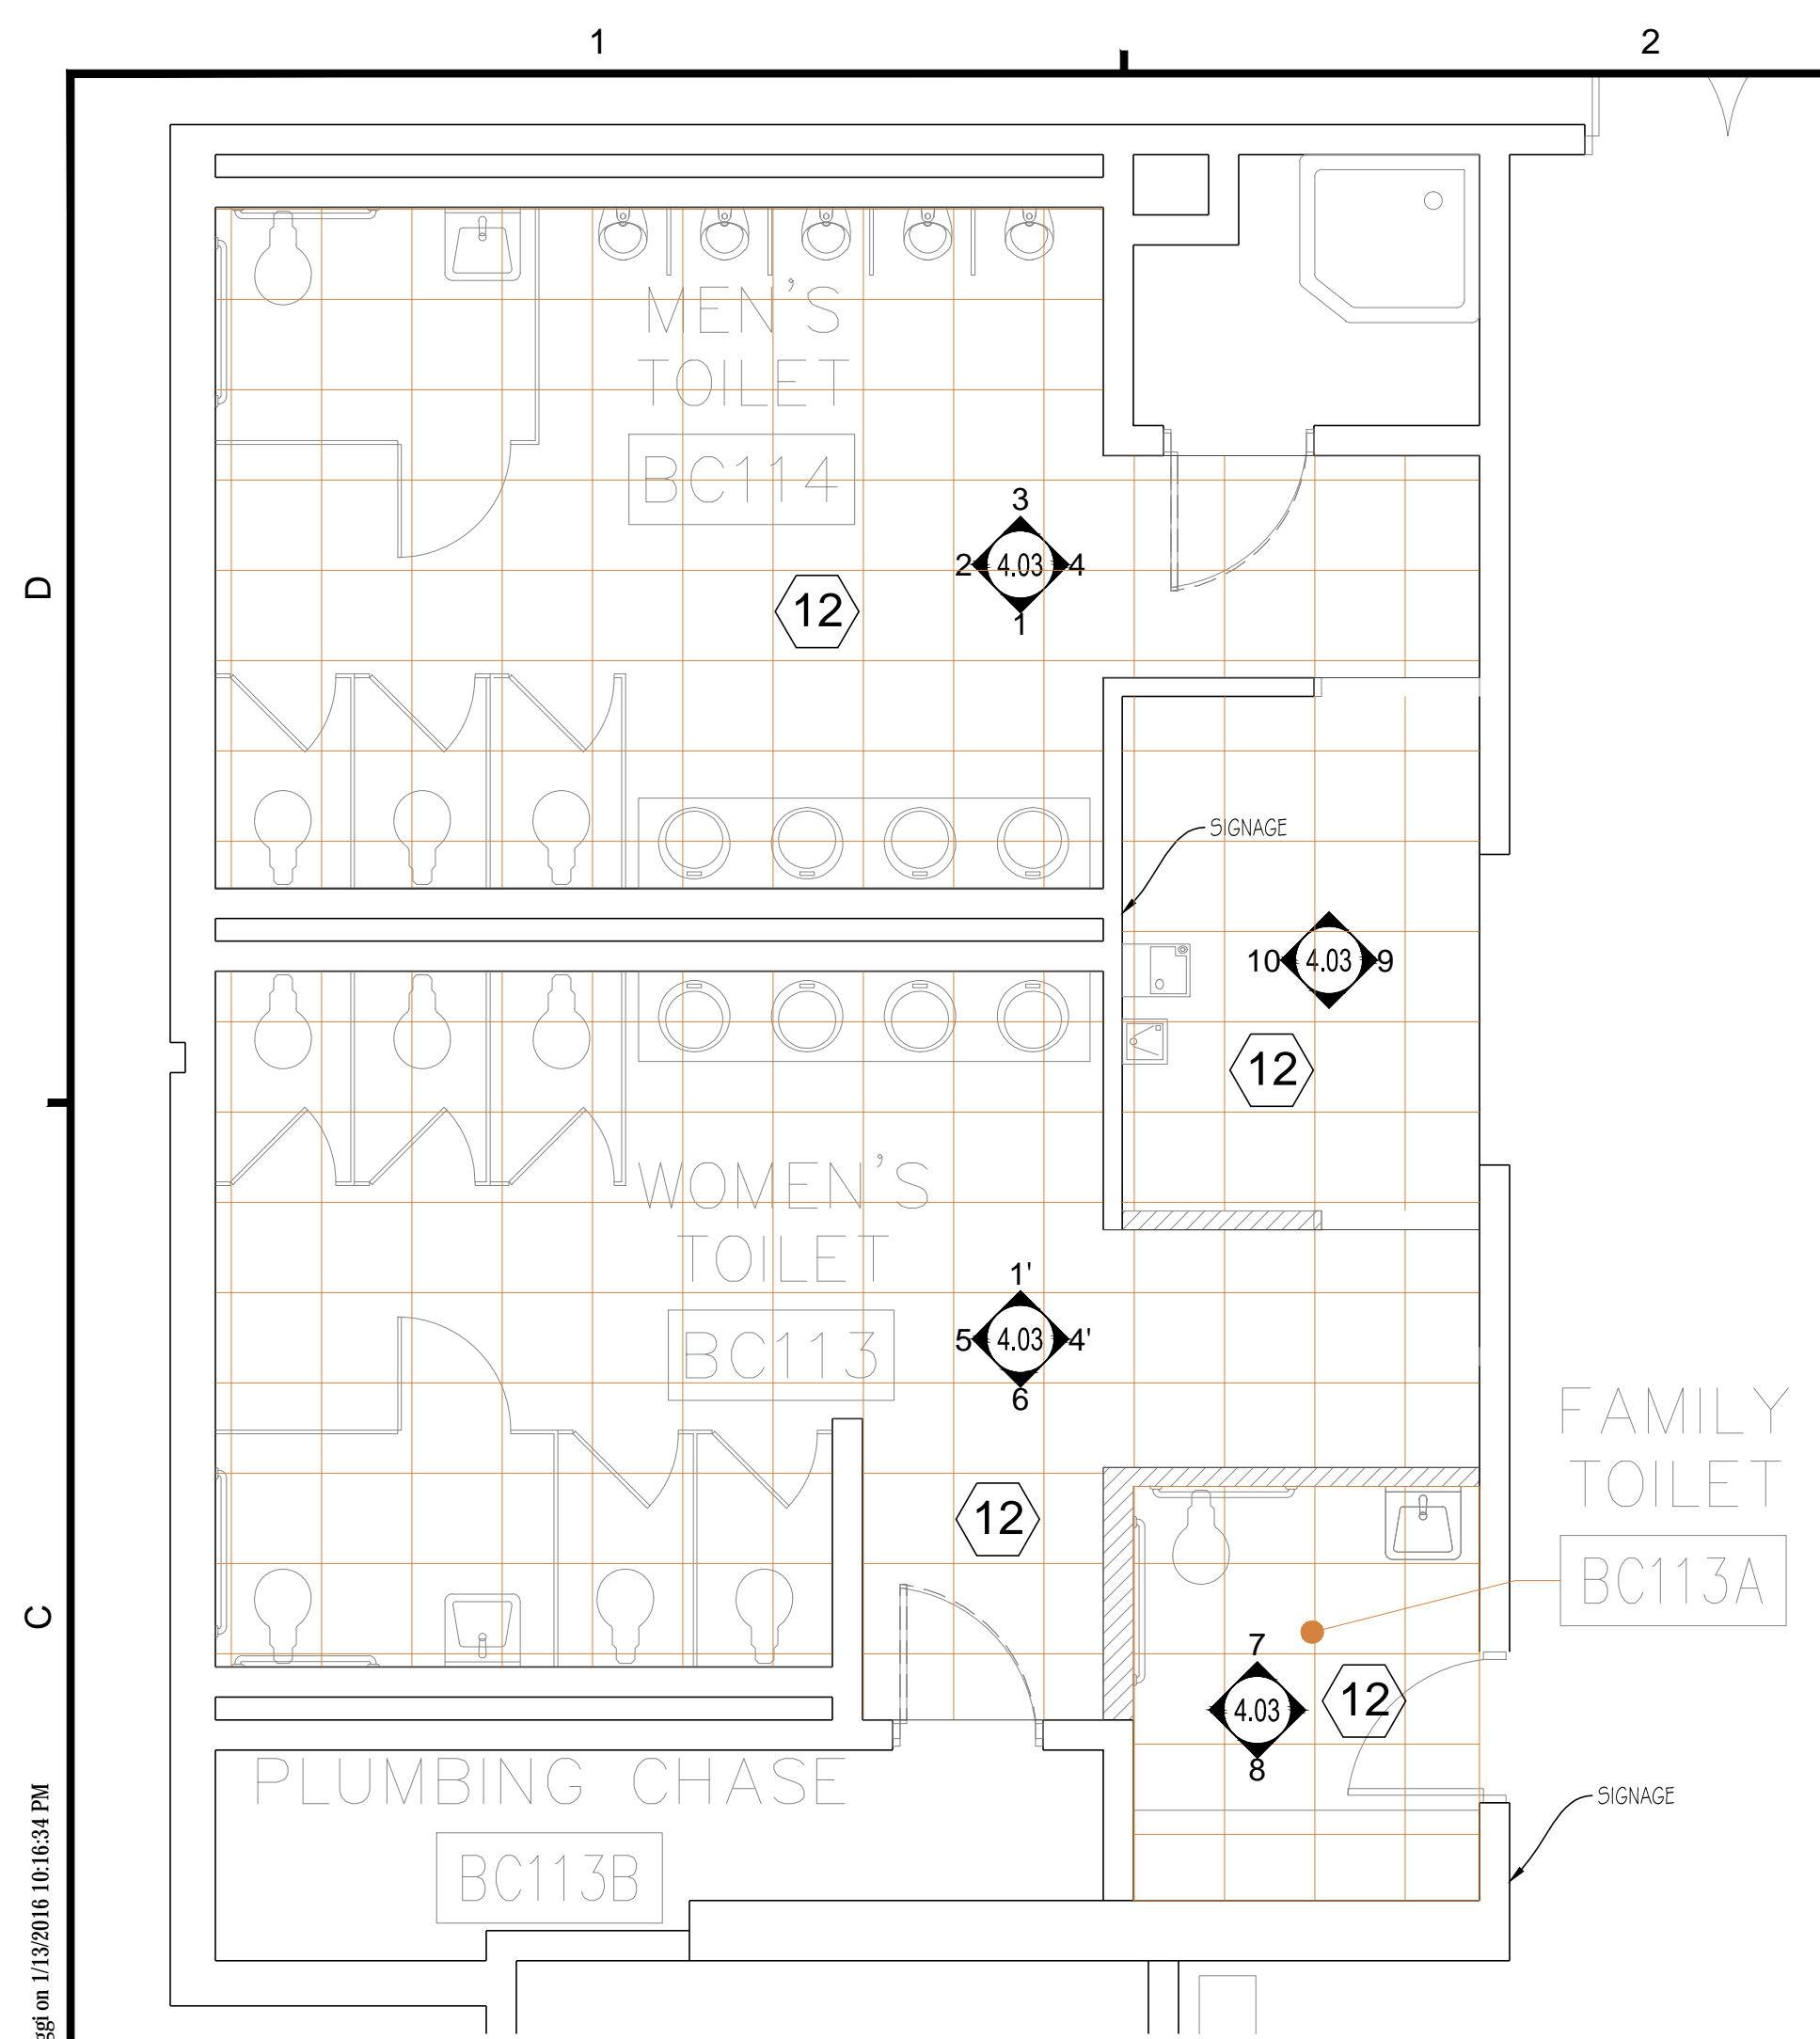 1
2
MEN'S
TOILET
BC114
3
2 4.03 4
1
12
D
SIGNAGE
10 4.03 9
12
WOMEN'S
TOILET
BC113
1'
5 4.03 4'
6
12
FAMILY
TOILET
BC113A
C
7
4.03
8
12
SIGNAGE
PLUMBING CHASE
BC113B
on 1/13/2016 10:16:34 PM